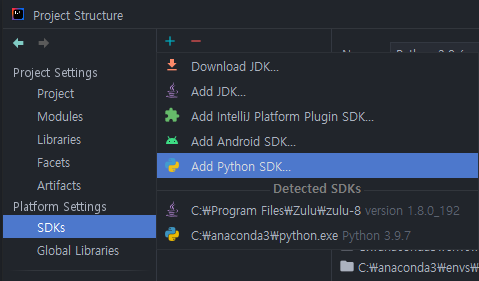 Project Structure
Project Settings
Project
Modules
Libraries
Facets
Artifacts
Platform Settings
SDKs
Global Libraries
Download JDK...
Add JDK...
Add IntelliJ Platform Plugin SDK...
Add Android SDK...
Add Python SDK...
Detected SDKs
C:₩Program Files₩Zulu₩zulu-8 version 1.8.0_192
C:₩anaconda3₩python.exe Python 3.9.7
C:₩anaconda3₩envs₩